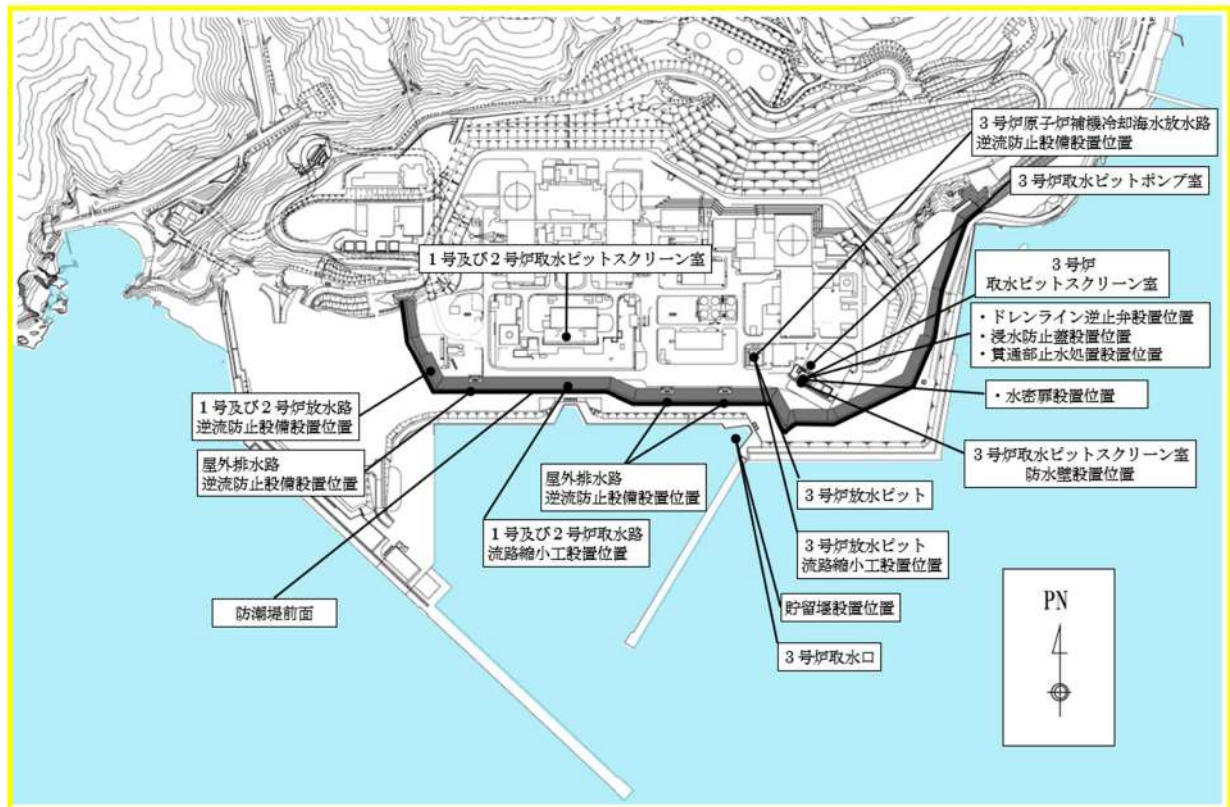 3号炉原子炉補機冷却海水放水路
逆流防止設備設置位置
3号炉取水ピットポンプ室
1号及び2号炉取水ピットスクリーン室
3号炉
取水ピットスクリーン室
・ドレンライン逆止弁設置位置
・浸水防止蓋設置位置
・貫通部止水処置設置位置
・水密扉設置位置
1号及び2号炉放水路
逆流防止設備設置位置
屋外排水路
逆流防止設備設置位置
屋外排水路
逆流防止設備設置位置
3号炉取水ピットスクリーン室
防水壁設置位置
3号炉放水ピット
1号及び2号炉取水路
流路縮小工設置位置
3号炉放水ピット
流路縮小工設置位置
防潮堤前面
貯留堰設置位置
3号炉取水口
PN